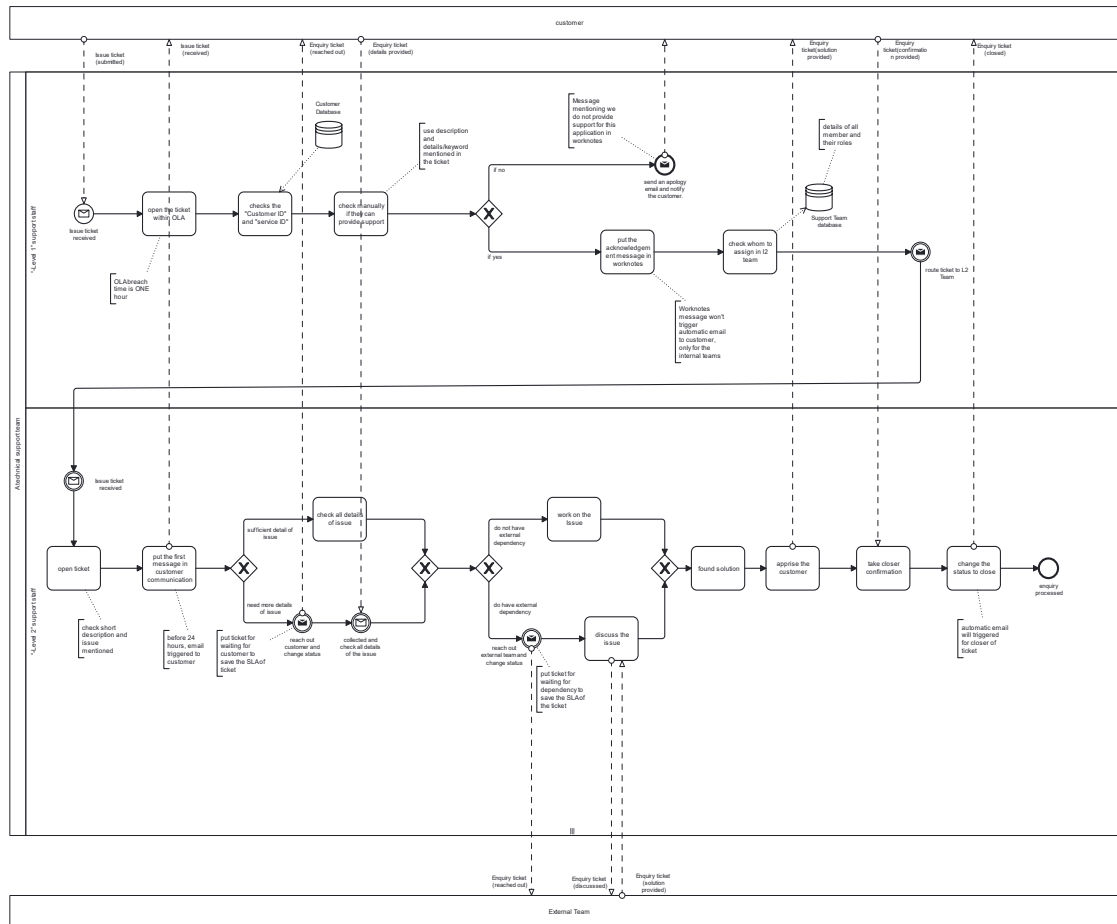 customer
Issue ticket
(submitted)
Issue ticket
(received)
Enquiry ticket
(reached out)
Enquiry ticket
(details provided)
Enquiry
ticket(solution
provided)
Enquiry
ticket(confirmatio
n provided)
Enquiry ticket
(closed)
A technical support team
"-Level 1" support staff
Customer
Database
use description
and
details/keyword
mentioned in
the ticket
Message
mentioning we
do not provide
support for this
application in
worknotes
details of all
member and
their roles
if no
send an apology
email and notify
the customer.
Issue ticket
received
open the ticket
within OLA
checks the
"Customer ID"
and "service ID"
check manually
if they can
provide support
Support Team
database
if yes
put the
acknowledgem
ent message in
worknotes
check whom to
assign in l2
team
route ticket to L2
Team
OLA breach
time is ONE
hour
Worknotes
message won't
trigger
automatic email
to customer,
only for the
internal teams
"-Level 2" support staff
Issue ticket
received
check all details
of issue
work on the
Issue
sufficient detail of
issue
do not have
external
dependency
open ticket
put the first
message in
customer
communication
found solution
apprise the
customer
take closer
confirmation
change the
status to close
enquiry
processed
need more details
of issue
do have external
dependency
check short
description and
issue
mentioned
before 24
hours, email
triggered to
customer
put ticket for
waiting for
customer to
save the SLA of
ticket
reach out
customer and
change status
collected and
check all details
of the issue
reach out
external team and
change status
discuss the
issue
automatic email
will triggered
for closer of
ticket
put ticket for
waiting for
dependency to
save the SLA of
the ticket
Enquiry ticket
(reached out)
Enquiry ticket
(discussed)
Enquiry ticket
(solution
provided)
External Team